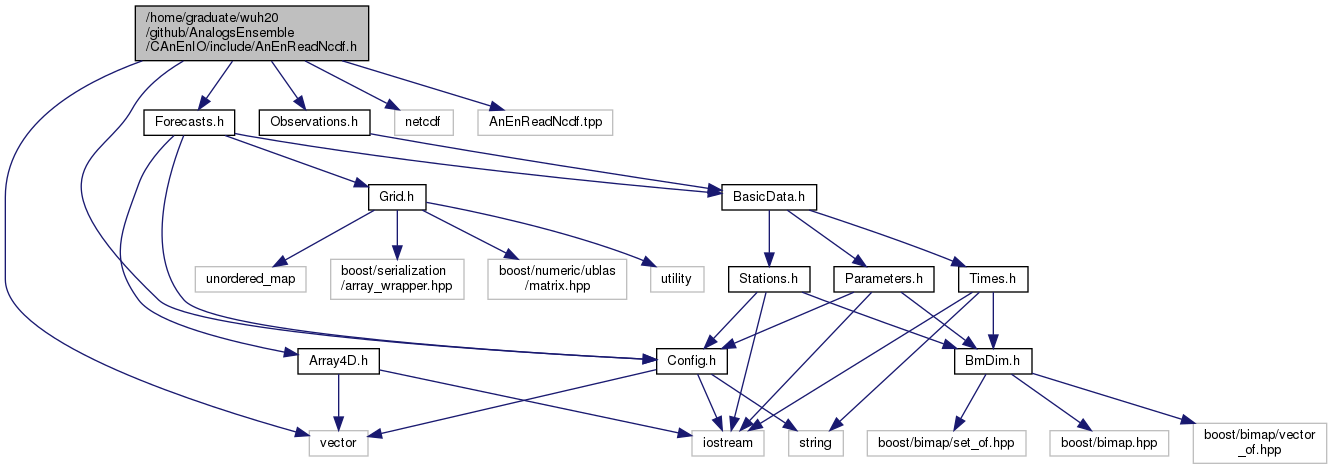 /home/graduate/wuh20
/github/AnalogsEnsemble
/CAnEnIO/include/AnEnReadNcdf.h
Forecasts.h
Observations.h
netcdf
AnEnReadNcdf.tpp
Grid.h
BasicData.h
unordered_map
boost/serialization
/array_wrapper.hpp
boost/numeric/ublas
/matrix.hpp
utility
Stations.h
Parameters.h
Times.h
Array4D.h
Config.h
BmDim.h
vector
iostream
string
boost/bimap/set_of.hpp
boost/bimap.hpp
boost/bimap/vector
_of.hpp